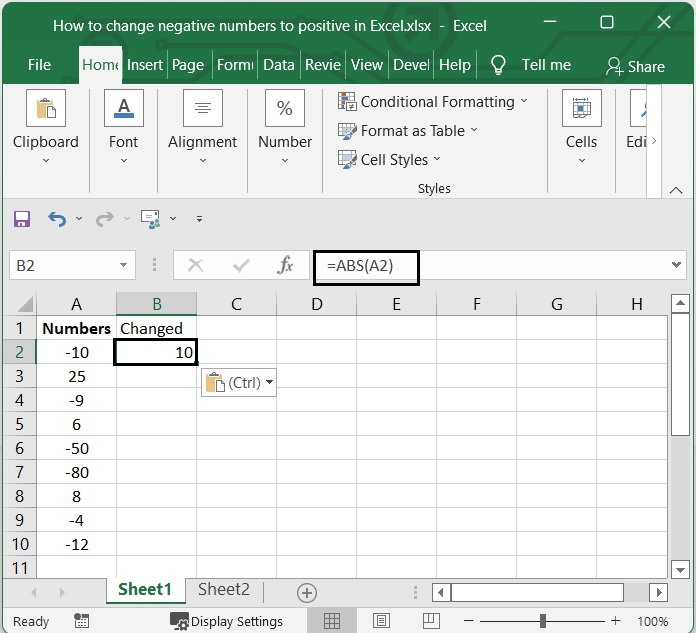 How to change negative numbers to positive in Excel.xlsx - Excel
File Home Insert Page Formu Data Revie View Devel Help Tell me Share
Clipboard Font Alignment Number Conditional Formatting Format as Table Cell Styles Cells Edi
A %
Styles
B2 fx =ABS(A2)
A B C D E F G H
1 Numbers Changed
2 -10 10
3 25 (Ctrl)
4 -9
5 6
6 -50
7 -80
8 8
9 -4
10 -12
11
Sheet1 Sheet2
Ready Display Settings 100%